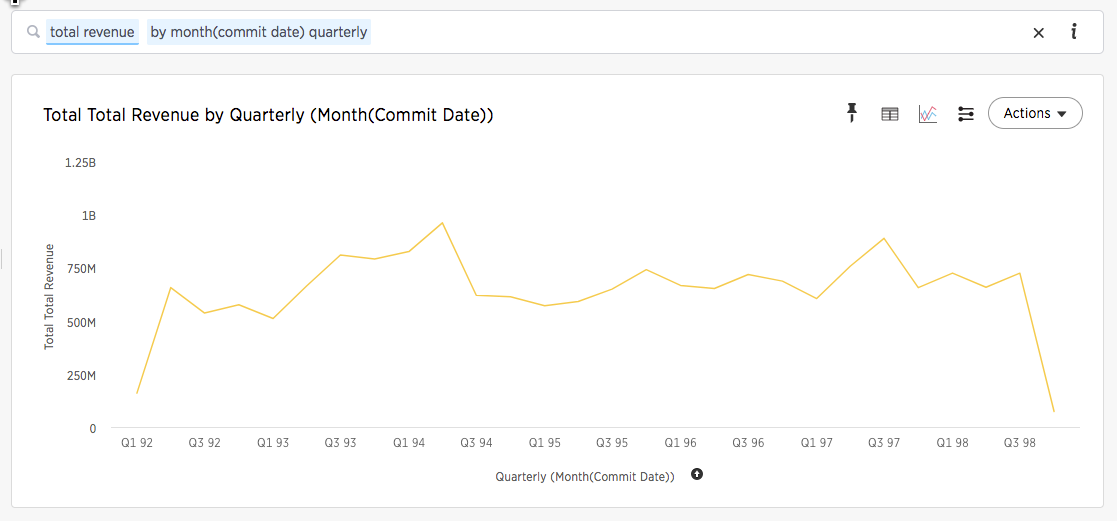 total revenue by month(commit date) quarterly
Total Total Revenue by Quarterly (Month(Commit Date))
Actions
1.25B
1B
750M
500M
250M
0
Total Total Revenue
Q1 92 Q3 92 Q1 93 Q3 93 Q1 94 Q3 94 Q1 95 Q3 95 Q1 96 Q3 96 Q1 97 Q3 97 Q1 98 Q3 98
Quarterly (Month(Commit Date))